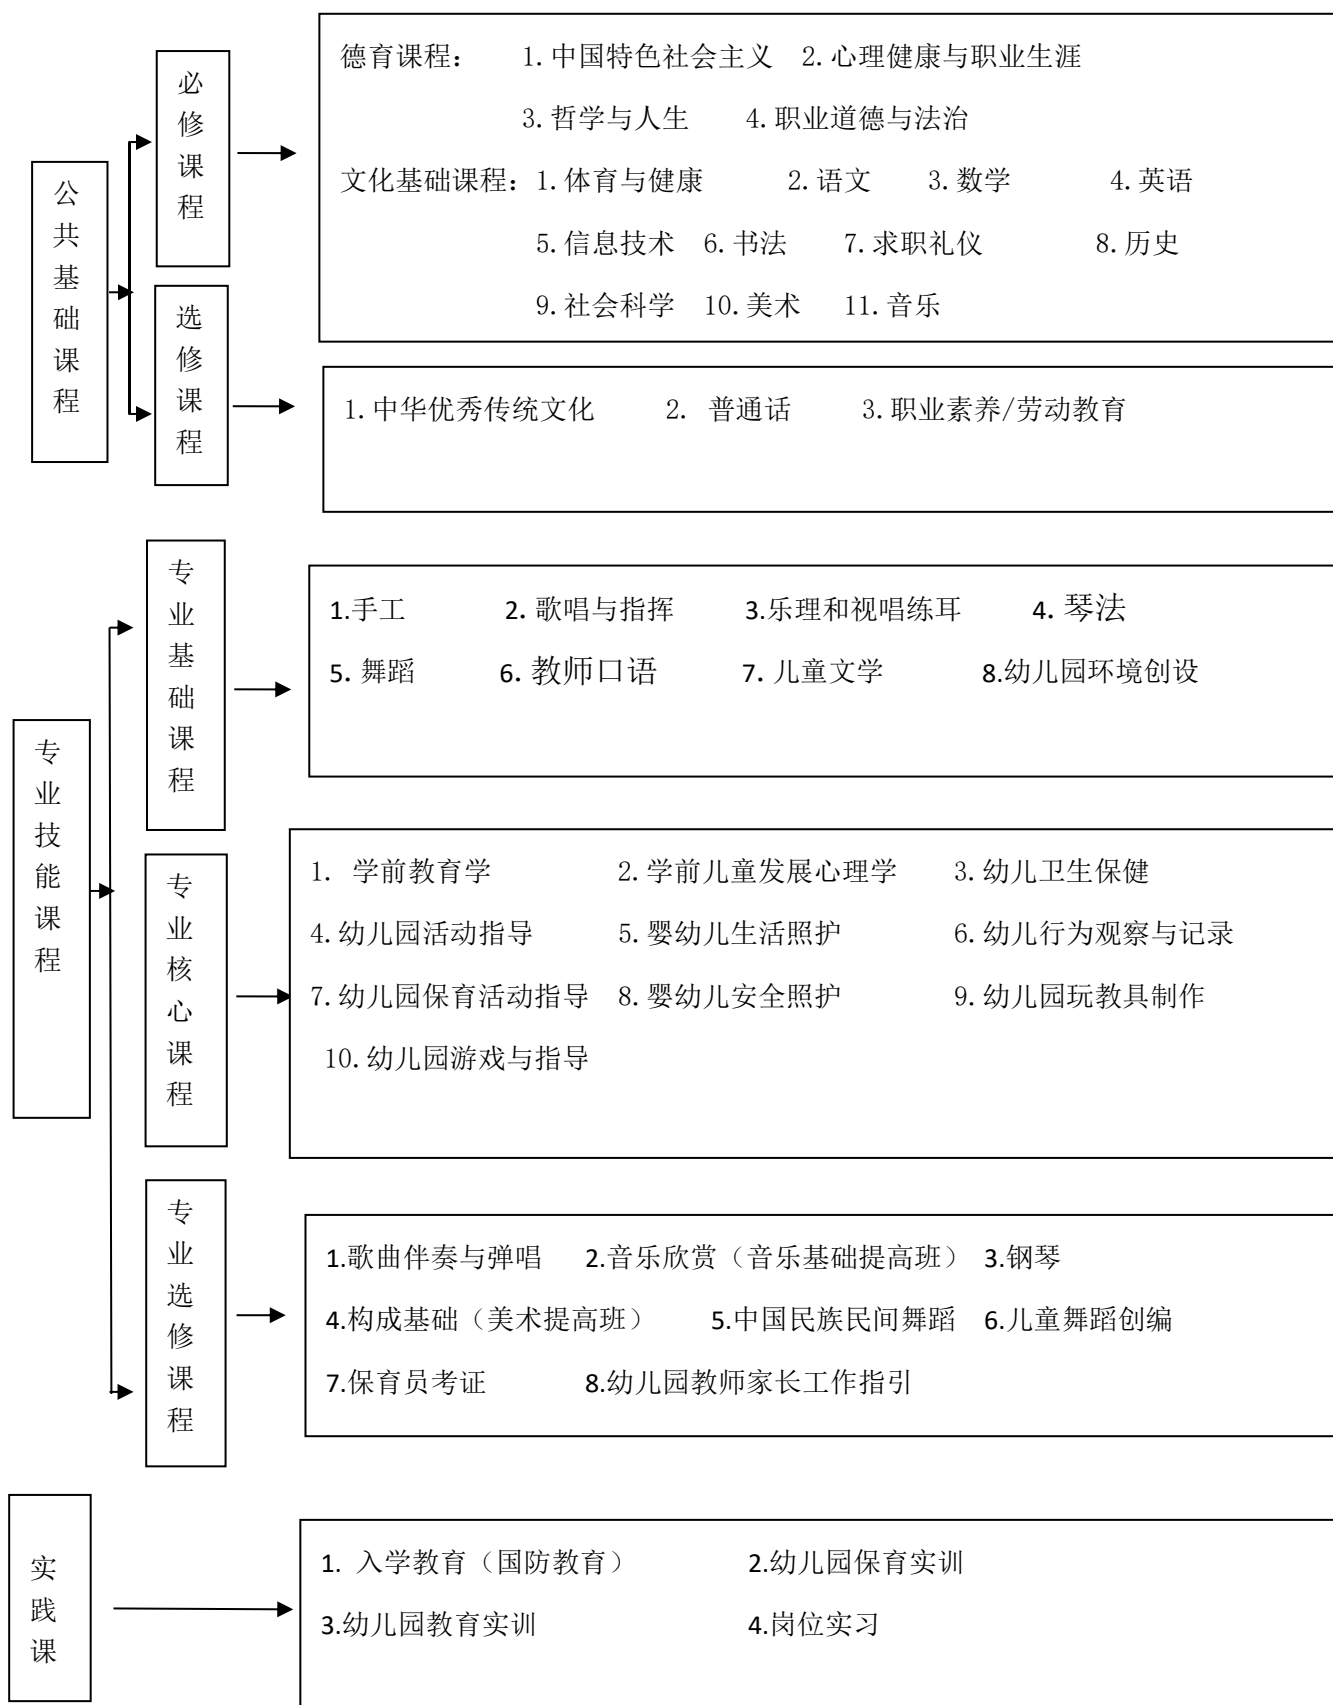 公共基础课程
必修课程
德育课程： 1.中国特色社会主义 2.心理健康与职业生涯
3.哲学与人生 4.职业道德与法治
文化基础课程：1.体育与健康 2.语文 3.数学 4.英语
5.信息技术 6.书法 7.求职礼仪 8.历史
9.社会科学 10.美术 11.音乐
选修课程
1.中华优秀传统文化 2. 普通话 3.职业素养/劳动教育
专业技能课程
专业基础课程
1.手工 2. 歌唱与指挥 3.乐理和视唱练耳 4. 琴法
5. 舞蹈 6. 教师口语 7. 儿童文学 8.幼儿园环境创设
专业核心课程
1. 学前教育学 2.学前儿童发展心理学 3.幼儿卫生保健
4.幼儿园活动指导 5.婴幼儿生活照护 6.幼儿行为观察与记录
7.幼儿园保育活动指导 8.婴幼儿安全照护 9.幼儿园玩教具制作
10.幼儿园游戏与指导
专业选修课程
1.歌曲伴奏与弹唱 2.音乐欣赏（音乐基础提高班） 3.钢琴
4.构成基础（美术提高班） 5.中国民族民间舞蹈 6.儿童舞蹈创编
7.保育员考证 8.幼儿园教师家长工作指引
实践课
1. 入学教育（国防教育） 2.幼儿园保育实训
3.幼儿园教育实训 4.岗位实习